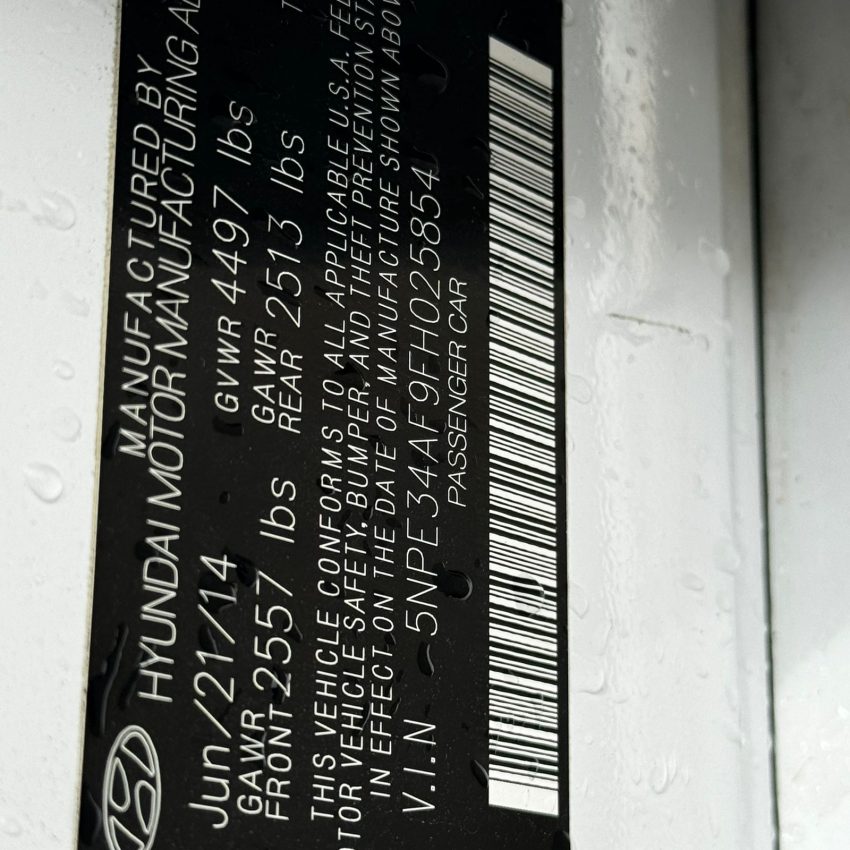 MANUFACTURED BY
HYUNDAI MOTOR MANUFACTURING
Jun/21/14 GVWR 4497 lbs
GAWR GAWR
FRONT 2557 lbs REAR 2513 lbs
THIS VEHICLE CONFORMS TO ALL APPLICABLE U.S.A.
VEHICLE SAFETY, BUMPER, AND THEFT PREVENTION
IN EFFECT ON THE DATE OF MANUFACTURE SHOWN
V.I.N 5NPE34AF9FH025854
PASSENGER CAR